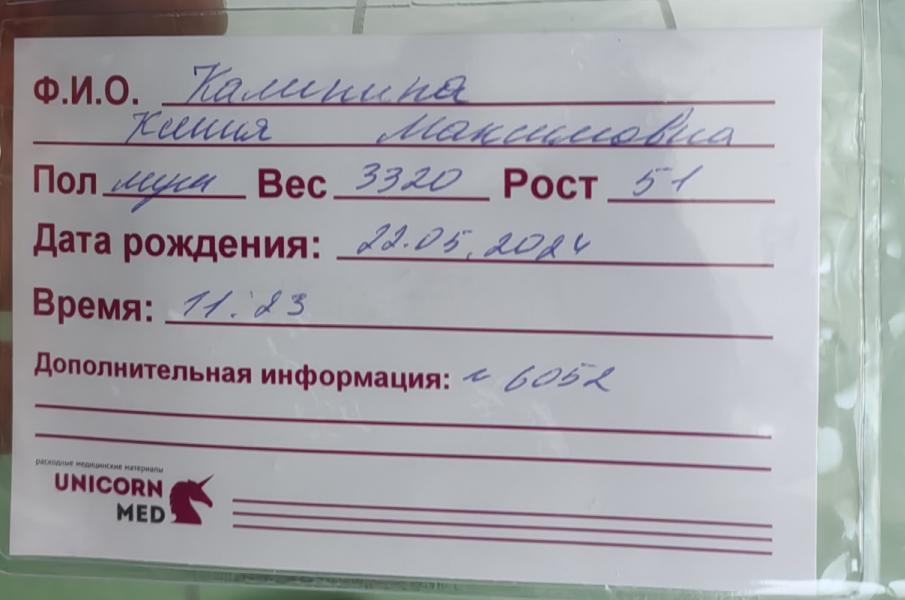 Ф.И.О. Калинина
Ксения Максимовна
Пол муж Вес 3320 Рост 51
Дата рождения: 22.05.2024
Время: 11:23
Дополнительная информация: 6052
расходные медицинские материалы
UNICORN
MED